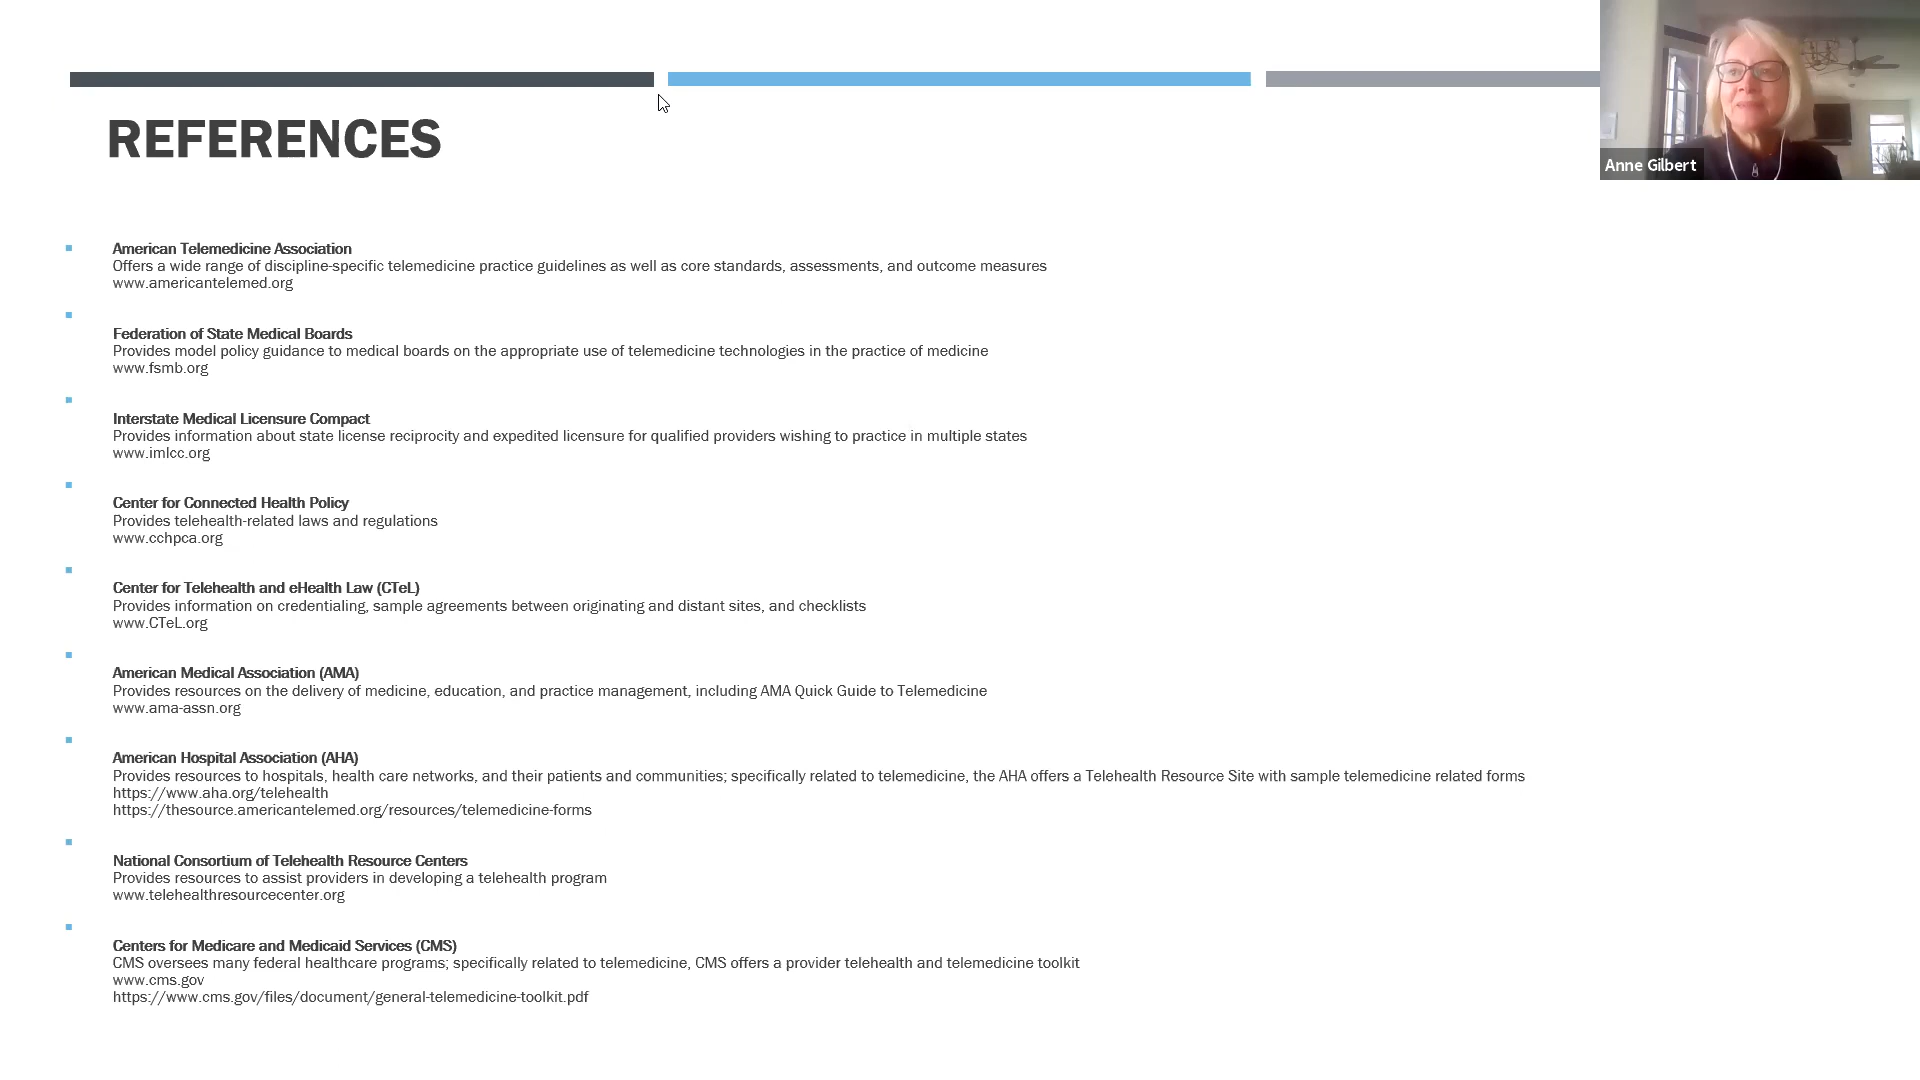 REFERENCES
Anne Gilbert
American Telemedicine Association
Offers a wide range of discipline-specific telemedicine practice guidelines as well as core standards, assessments, and outcome measures
www.americantelemed.org
Federation of State Medical Boards
Provides model policy guidance to medical boards on the appropriate use of telemedicine technologies in the practice of medicine
www.fsmb.org
Interstate Medical Licensure Compact
Provides information about state license reciprocity and expedited licensure for qualified providers wishing to practice in multiple states
www.imlcc.org
Center for Connected Health Policy
Provides telehealth-related laws and regulations
www.cchpca.org
Center for Telehealth and eHealth Law (CTeL)
Provides information on credentialing, sample agreements between originating and distant sites, and checklists
www.CTeL.org
American Medical Association (AMA)
Provides resources on the delivery of medicine, education, and practice management, including AMA Quick Guide to Telemedicine
www.ama-assn.org
American Hospital Association (AHA)
Provides resources to hospitals, health care networks, and their patients and communities; specifically related to telemedicine, the AHA offers a Telehealth Resource Site with sample telemedicine related forms
https://www.aha.org/telehealth
https://thesource.americantelemed.org/resources/telemedicine-forms
National Consortium of Telehealth Resource Centers
Provides resources to assist providers in developing a telehealth program
www.telehealthresourcecenter.org
Centers for Medicare and Medicaid Services (CMS)
CMS oversees many federal healthcare programs; specifically related to telemedicine, CMS offers a provider telehealth and telemedicine toolkit
www.cms.gov
https://www.cms.gov/files/document/general-telemedicine-toolkit.pdf